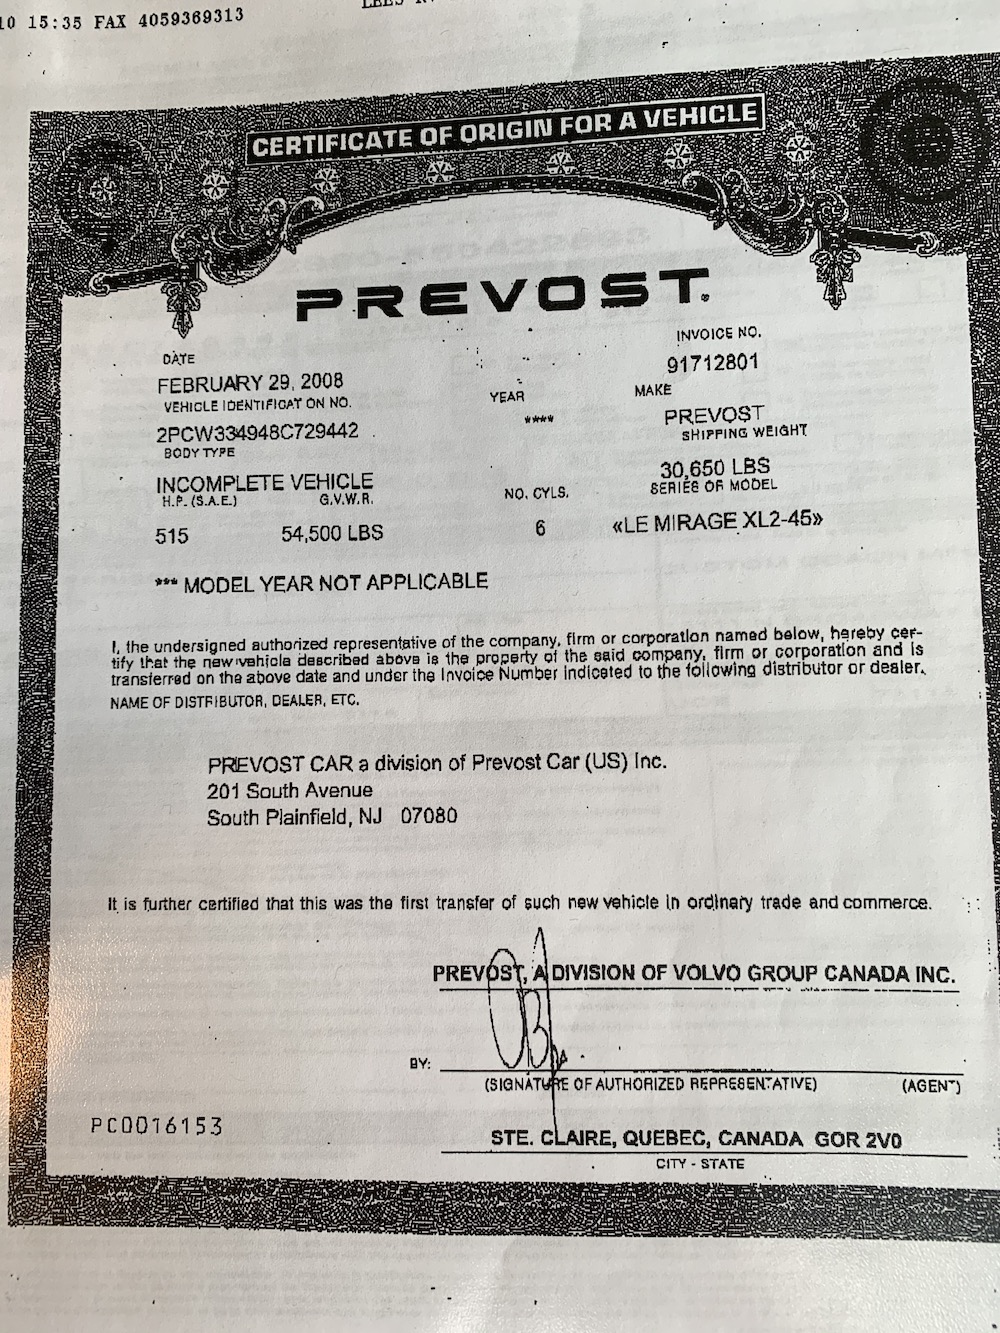 10 15:35 FAX 4059369313
CERTIFICATE OF ORIGIN FOR A VEHICLE
PREVOST.
DATE
INVOICE NO.
FEBRUARY 29, 2008
91712801
VEHICLE IDENTIFICAT ON NO.
YEAR
MAKE
2PCW334948C729442
****
PREVOST
BODY TYPE
SHIPPING WEIGHT
INCOMPLETE VEHICLE
30,650 LBS
H.P. (S.A.E.)
G.V.W.R.
NO. CYLS.
SERIES OR MODEL
515
54,500 LBS
6
«LE MIRAGE XL2-45»
*** MODEL YEAR NOT APPLICABLE
I, the undersigned authorized representative of the company, firm or corporation named below, hereby cer-
tify that the new vehicle described above is the property of the said company, firm or corporation and is
transferred on the above date and under the Invoice Number indicated to the following distributor or dealer.
NAME OF DISTRIBUTOR, DEALER, ETC.
PREVOST CAR a division of Prevost Car (US) Inc.
201 South Avenue
South Plainfield, NJ 07080
It is further certified that this was the first transfer of such new vehicle in ordinary trade and commerce.
PREVOST, A DIVISION OF VOLVO GROUP CANADA INC.
BY:
(SIGNATURE OF AUTHORIZED REPRESENTATIVE)
(AGENT)
PC0016153
STE. CLAIRE, QUEBEC, CANADA GOR 2V0
CITY - STATE